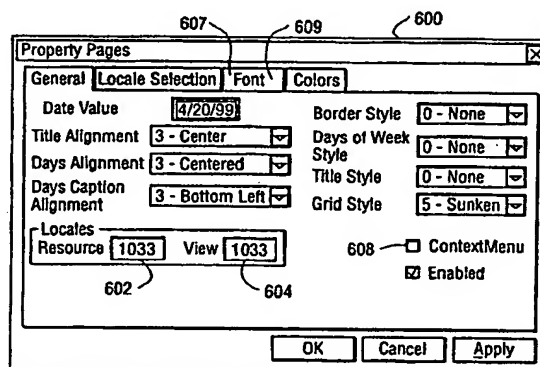 607 609 600
Property Pages
General Locale Selection Font Colors
Date Value 4/20/99
Title Alignment 3 - Center
Days Alignment 3 - Centered
Days Caption Alignment 3 - Bottom Left
Border Style 0 - None
Days of Week Style 0 - None
Title Style 0 - None
Grid Style 5 - Sunken
Locales
Resource 1033 View 1033
602 604
608 ContextMenu
Enabled
OK Cancel Apply